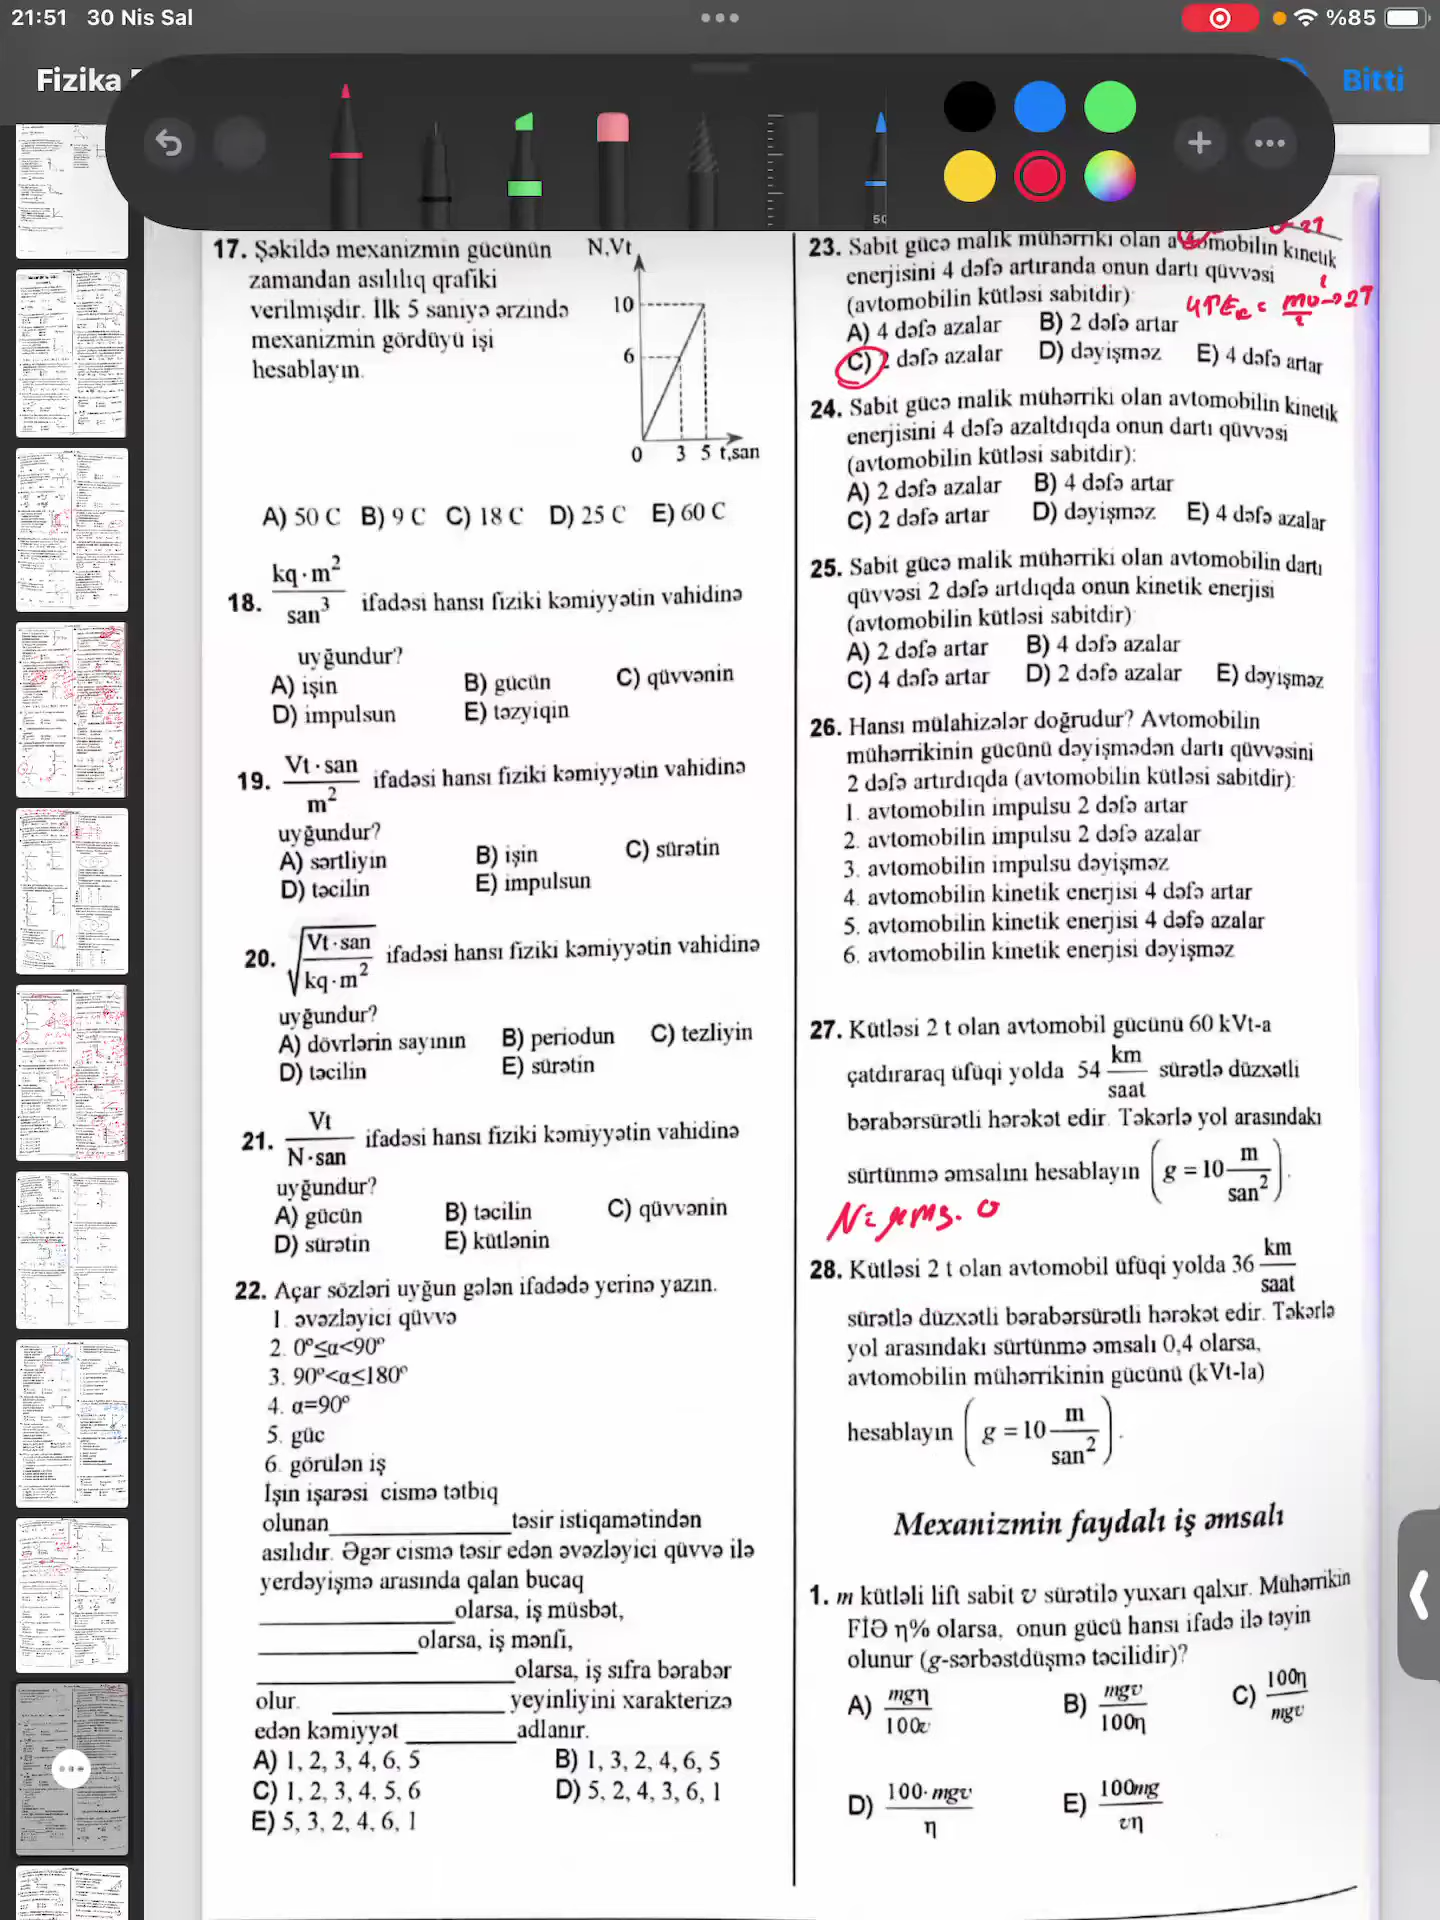 21:51 30 Nis Sal
%85
Fizika
Bitti
50
17. Şəkildə mexanizmin gücünün
zamandan asılılıq qrafiki
verilmişdir. İlk 5 saniyə ərzində
mexanizmin gördüyü işi
hesablayın.
N,Vt
10
6
0 3 5 t,san
A) 50 C B) 9 C C) 18 C D) 25 C E) 60 C
18. kq·m²/san³ ifadəsi hansı fiziki kəmiyyətin vahidinə
uyğundur?
A) işin B) gücün C) qüvvənin
D) impulsun E) təzyiqin
19. Vt·san/m² ifadəsi hansı fiziki kəmiyyətin vahidinə
uyğundur?
A) sərtliyin B) işin C) sürətin
D) təcilin E) impulsun
20. √(Vt·san/kq·m²) ifadəsi hansı fiziki kəmiyyətin vahidinə
uyğundur?
A) dövrlərin sayının B) periodun C) tezliyin
D) təcilin E) sürətin
21. Vt/N·san ifadəsi hansı fiziki kəmiyyətin vahidinə
uyğundur?
A) gücün B) təcilin C) qüvvənin
D) sürətin E) kütlənin
22. Açar sözləri uyğun gələn ifadədə yerinə yazın.
1. əvəzləyici qüvvə
2. 0º≤α<90º
3. 90º<α≤180º
4. α=90º
5. güc
6. görülən iş
İşin işarəsi cismə tətbiq
olunan_______________təsir istiqamətindən
asılıdır. Əgər cismə təsir edən əvəzləyici qüvvə ilə
yerdəyişmə arasında qalan bucaq
________________olarsa, iş müsbət,
_____________olarsa, iş mənfi,
_____________________olarsa, iş sıfra bərabər
olur. ______________yeyinliyini xarakterizə
edən kəmiyyət _________adlanır.
A) 1, 2, 3, 4, 6, 5 B) 1, 3, 2, 4, 6, 5
C) 1, 2, 3, 4, 5, 6 D) 5, 2, 4, 3, 6, 1
E) 5, 3, 2, 4, 6, 1
23. Sabit gücə malik mühərriki olan avtomobilin kinetik
enerjisini 4 dəfə artıranda onun dartı qüvvəsi
(avtomobilin kütləsi sabitdir):
A) 4 dəfə azalar B) 2 dəfə artar
C) 2 dəfə azalar D) dəyişməz E) 4 dəfə artar
24. Sabit gücə malik mühərriki olan avtomobilin kinetik
enerjisini 4 dəfə azaltdıqda onun dartı qüvvəsi
(avtomobilin kütləsi sabitdir):
A) 2 dəfə azalar B) 4 dəfə artar
C) 2 dəfə artar D) dəyişməz E) 4 dəfə azalar
25. Sabit gücə malik mühərriki olan avtomobilin dartı
qüvvəsi 2 dəfə artdıqda onun kinetik enerjisi
(avtomobilin kütləsi sabitdir):
A) 2 dəfə artar B) 4 dəfə azalar
C) 4 dəfə artar D) 2 dəfə azalar E) dəyişməz
26. Hansı mülahizələr doğrudur? Avtomobilin
mühərrikinin gücünü dəyişmədən dartı qüvvəsini
2 dəfə artırdıqda (avtomobilin kütləsi sabitdir):
1. avtomobilin impulsu 2 dəfə artar
2. avtomobilin impulsu 2 dəfə azalar
3. avtomobilin impulsu dəyişməz
4. avtomobilin kinetik enerjisi 4 dəfə artar
5. avtomobilin kinetik enerjisi 4 dəfə azalar
6. avtomobilin kinetik enerjisi dəyişməz
27. Kütləsi 2 t olan avtomobil gücünü 60 kVt-a
çatdıraraq üfüqi yolda 54 km/saat sürətlə düzxətli
bərabərsürətli hərəkət edir. Təkərlə yol arasındakı
sürtünmə əmsalını hesablayın (g = 10 m/san²).
N=μmg.υ
28. Kütləsi 2 t olan avtomobil üfüqi yolda 36 km/saat
sürətlə düzxətli bərabərsürətli hərəkət edir. Təkərlə
yol arasındakı sürtünmə əmsalı 0,4 olarsa,
avtomobilin mühərrikinin gücünü (kVt-la)
hesablayın (g = 10 m/san²).
Mexanizmin faydalı iş əmsalı
1. m kütləli lift sabit υ sürətilə yuxarı qalxır. Mühərrikin
FİƏ η% olarsa, onun gücü hansı ifadə ilə təyin
olunur (g-sərbəstdüşmə təcilidir)?
A) mgη/100υ B) mgυ/100η C) 100η/mgυ
D) 100·mgυ/η E) 100mg/υη